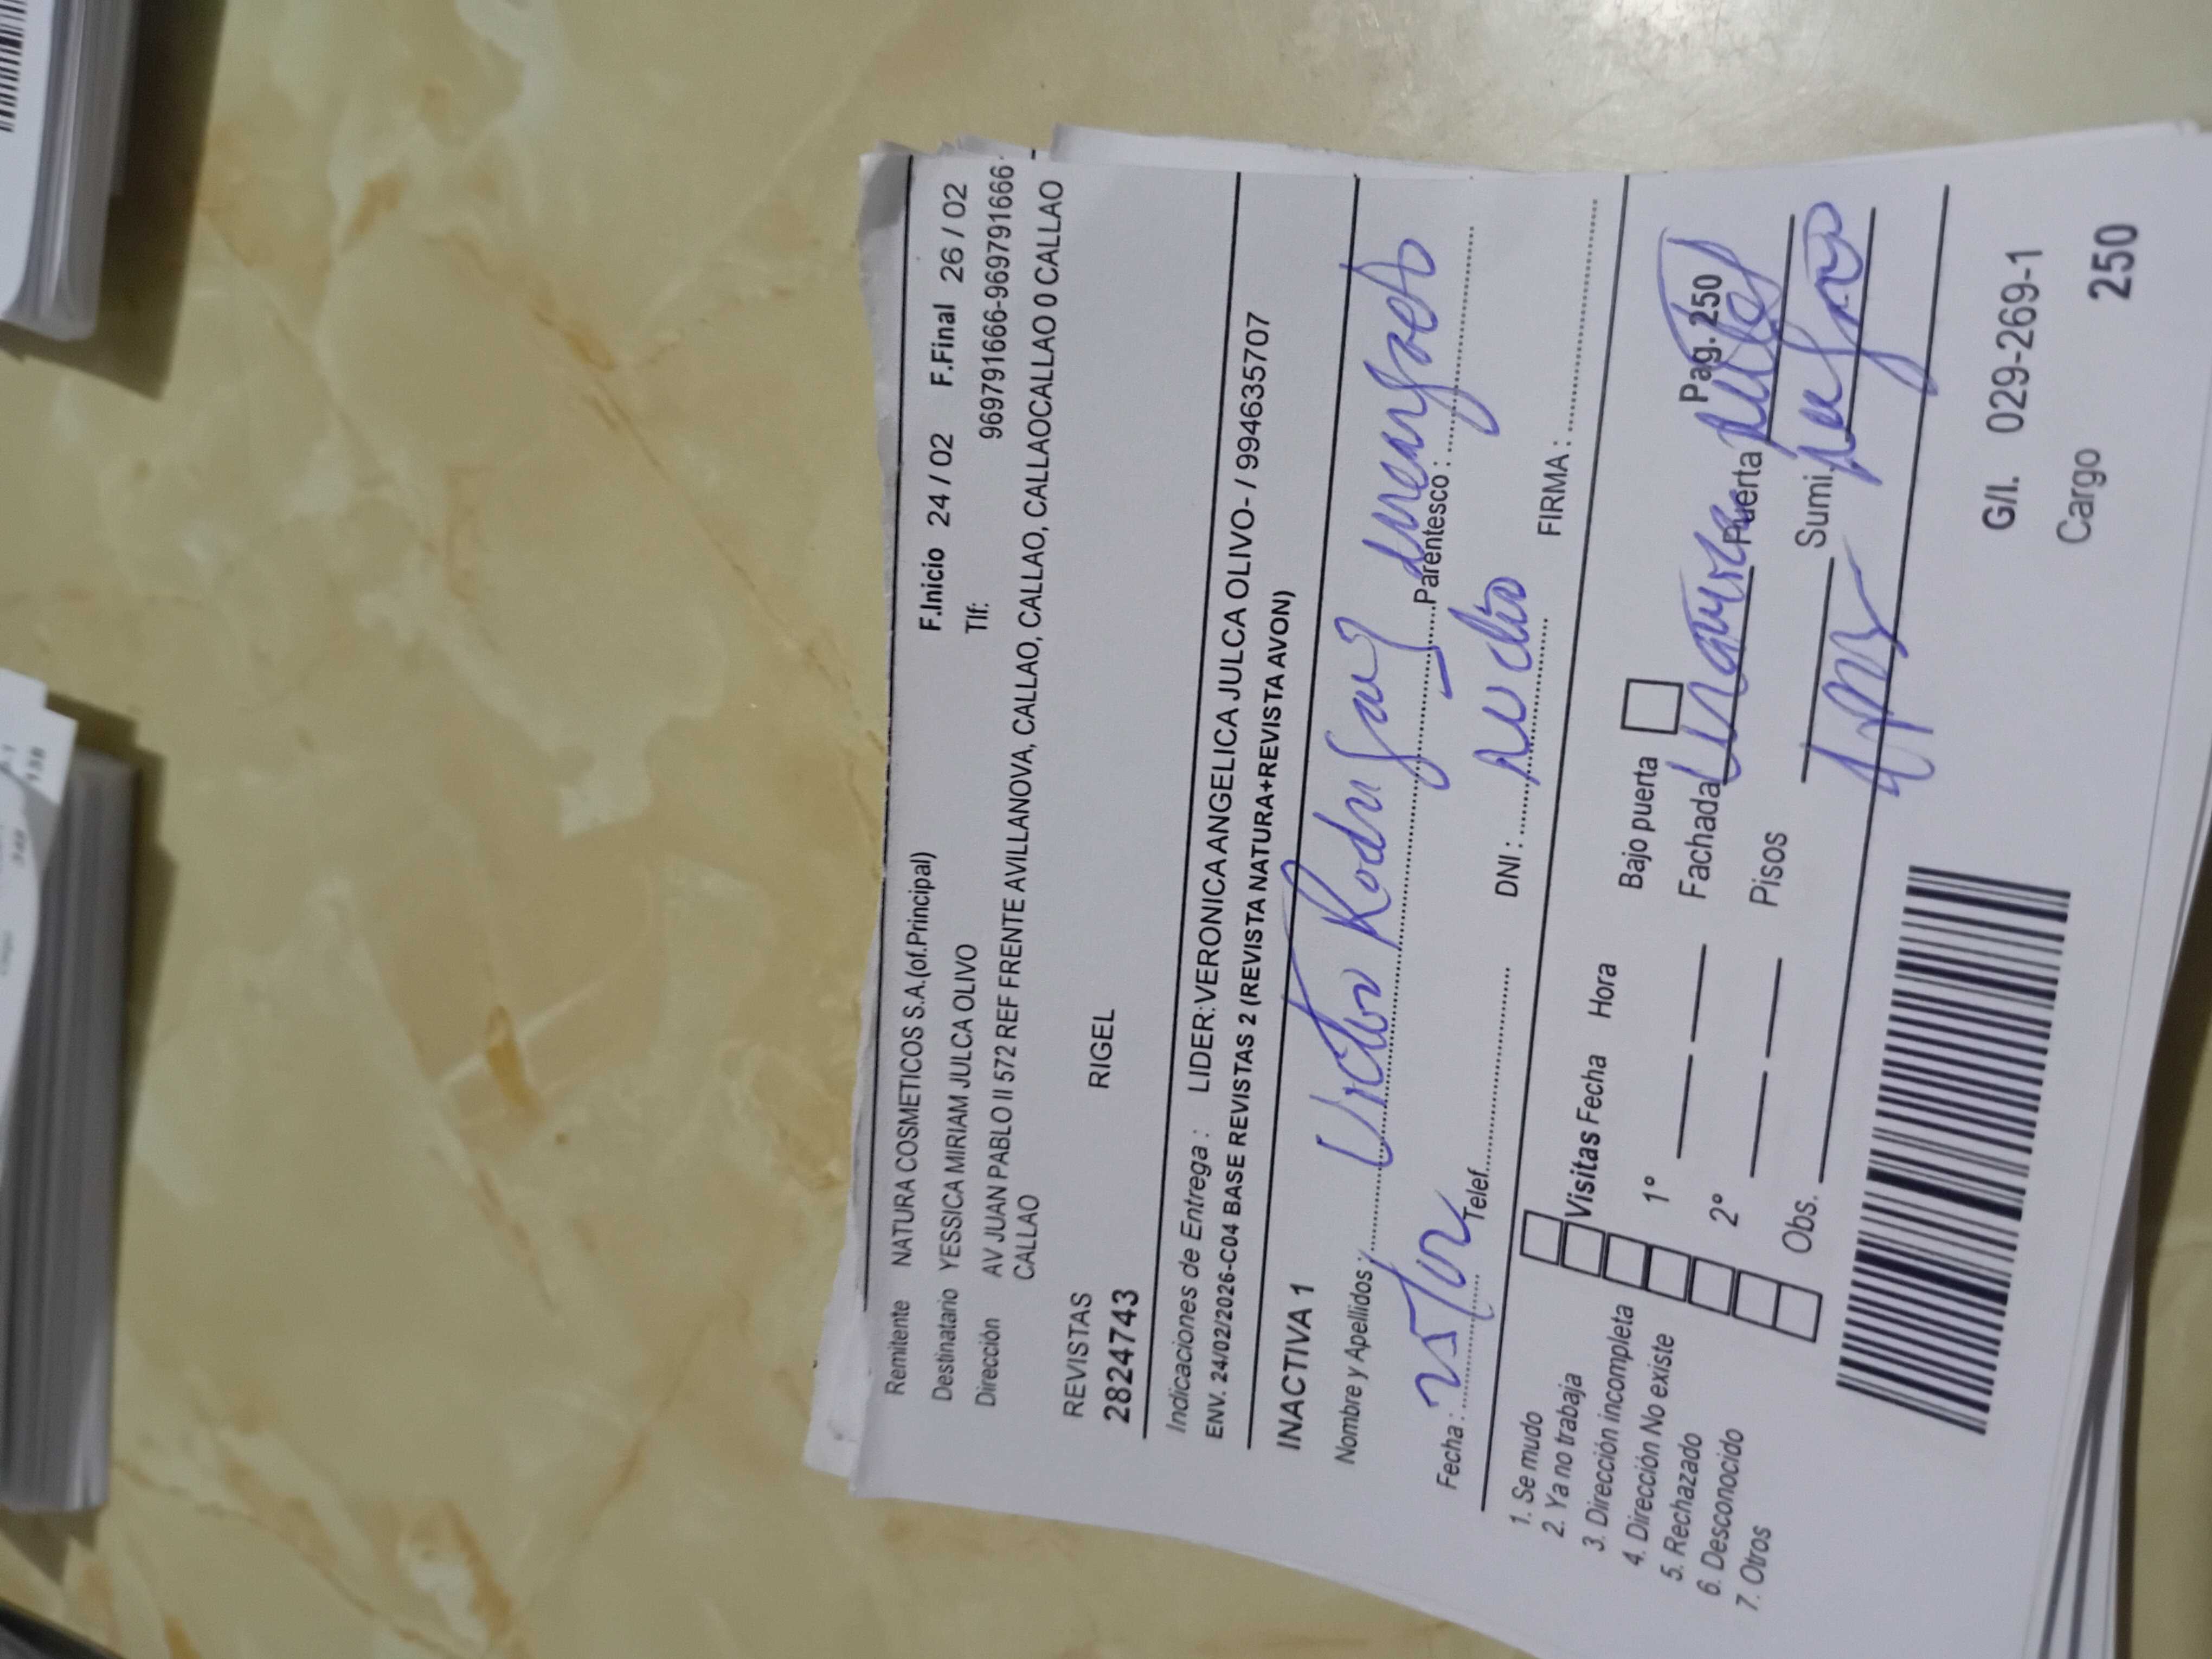 Remitente NATURA COSMETICOS S.A.(of.Principal) F.Inicio 24 / 02 F.Final 26 / 02
Destinatario YESSICA MIRIAM JULCA OLIVO Tlf: 969791666-969791666
Dirección AV JUAN PABLO II 572 REF FRENTE AVILLANOVA, CALLAO, CALLAO, CALLAOCALLAO 0 CALLAO
CALLAO
REVISTAS RIGEL
2824743
Indicaciones de Entrega : LIDER:VERONICA ANGELICA JULCA OLIVO- / 994635707
ENV. 24/02/2026-C04 BASE REVISTAS 2 (REVISTA NATURA+REVISTA AVON)
INACTIVA 1
Nombre y Apellidos : Victor Rodriguez
Parentesco :
Fecha : 25/02 Telef. DNI : FIRMA :
1. Se mudo
2. Ya no trabaja
3. Dirección incompleta
4. Dirección No existe
5. Rechazado
6. Desconocido
7. Otros
Visitas Fecha Hora Bajo puerta Pag. 250
1° Fachada Puerta
2° Pisos Sumi.
Obs.
G/I. 029-269-1
Cargo 250